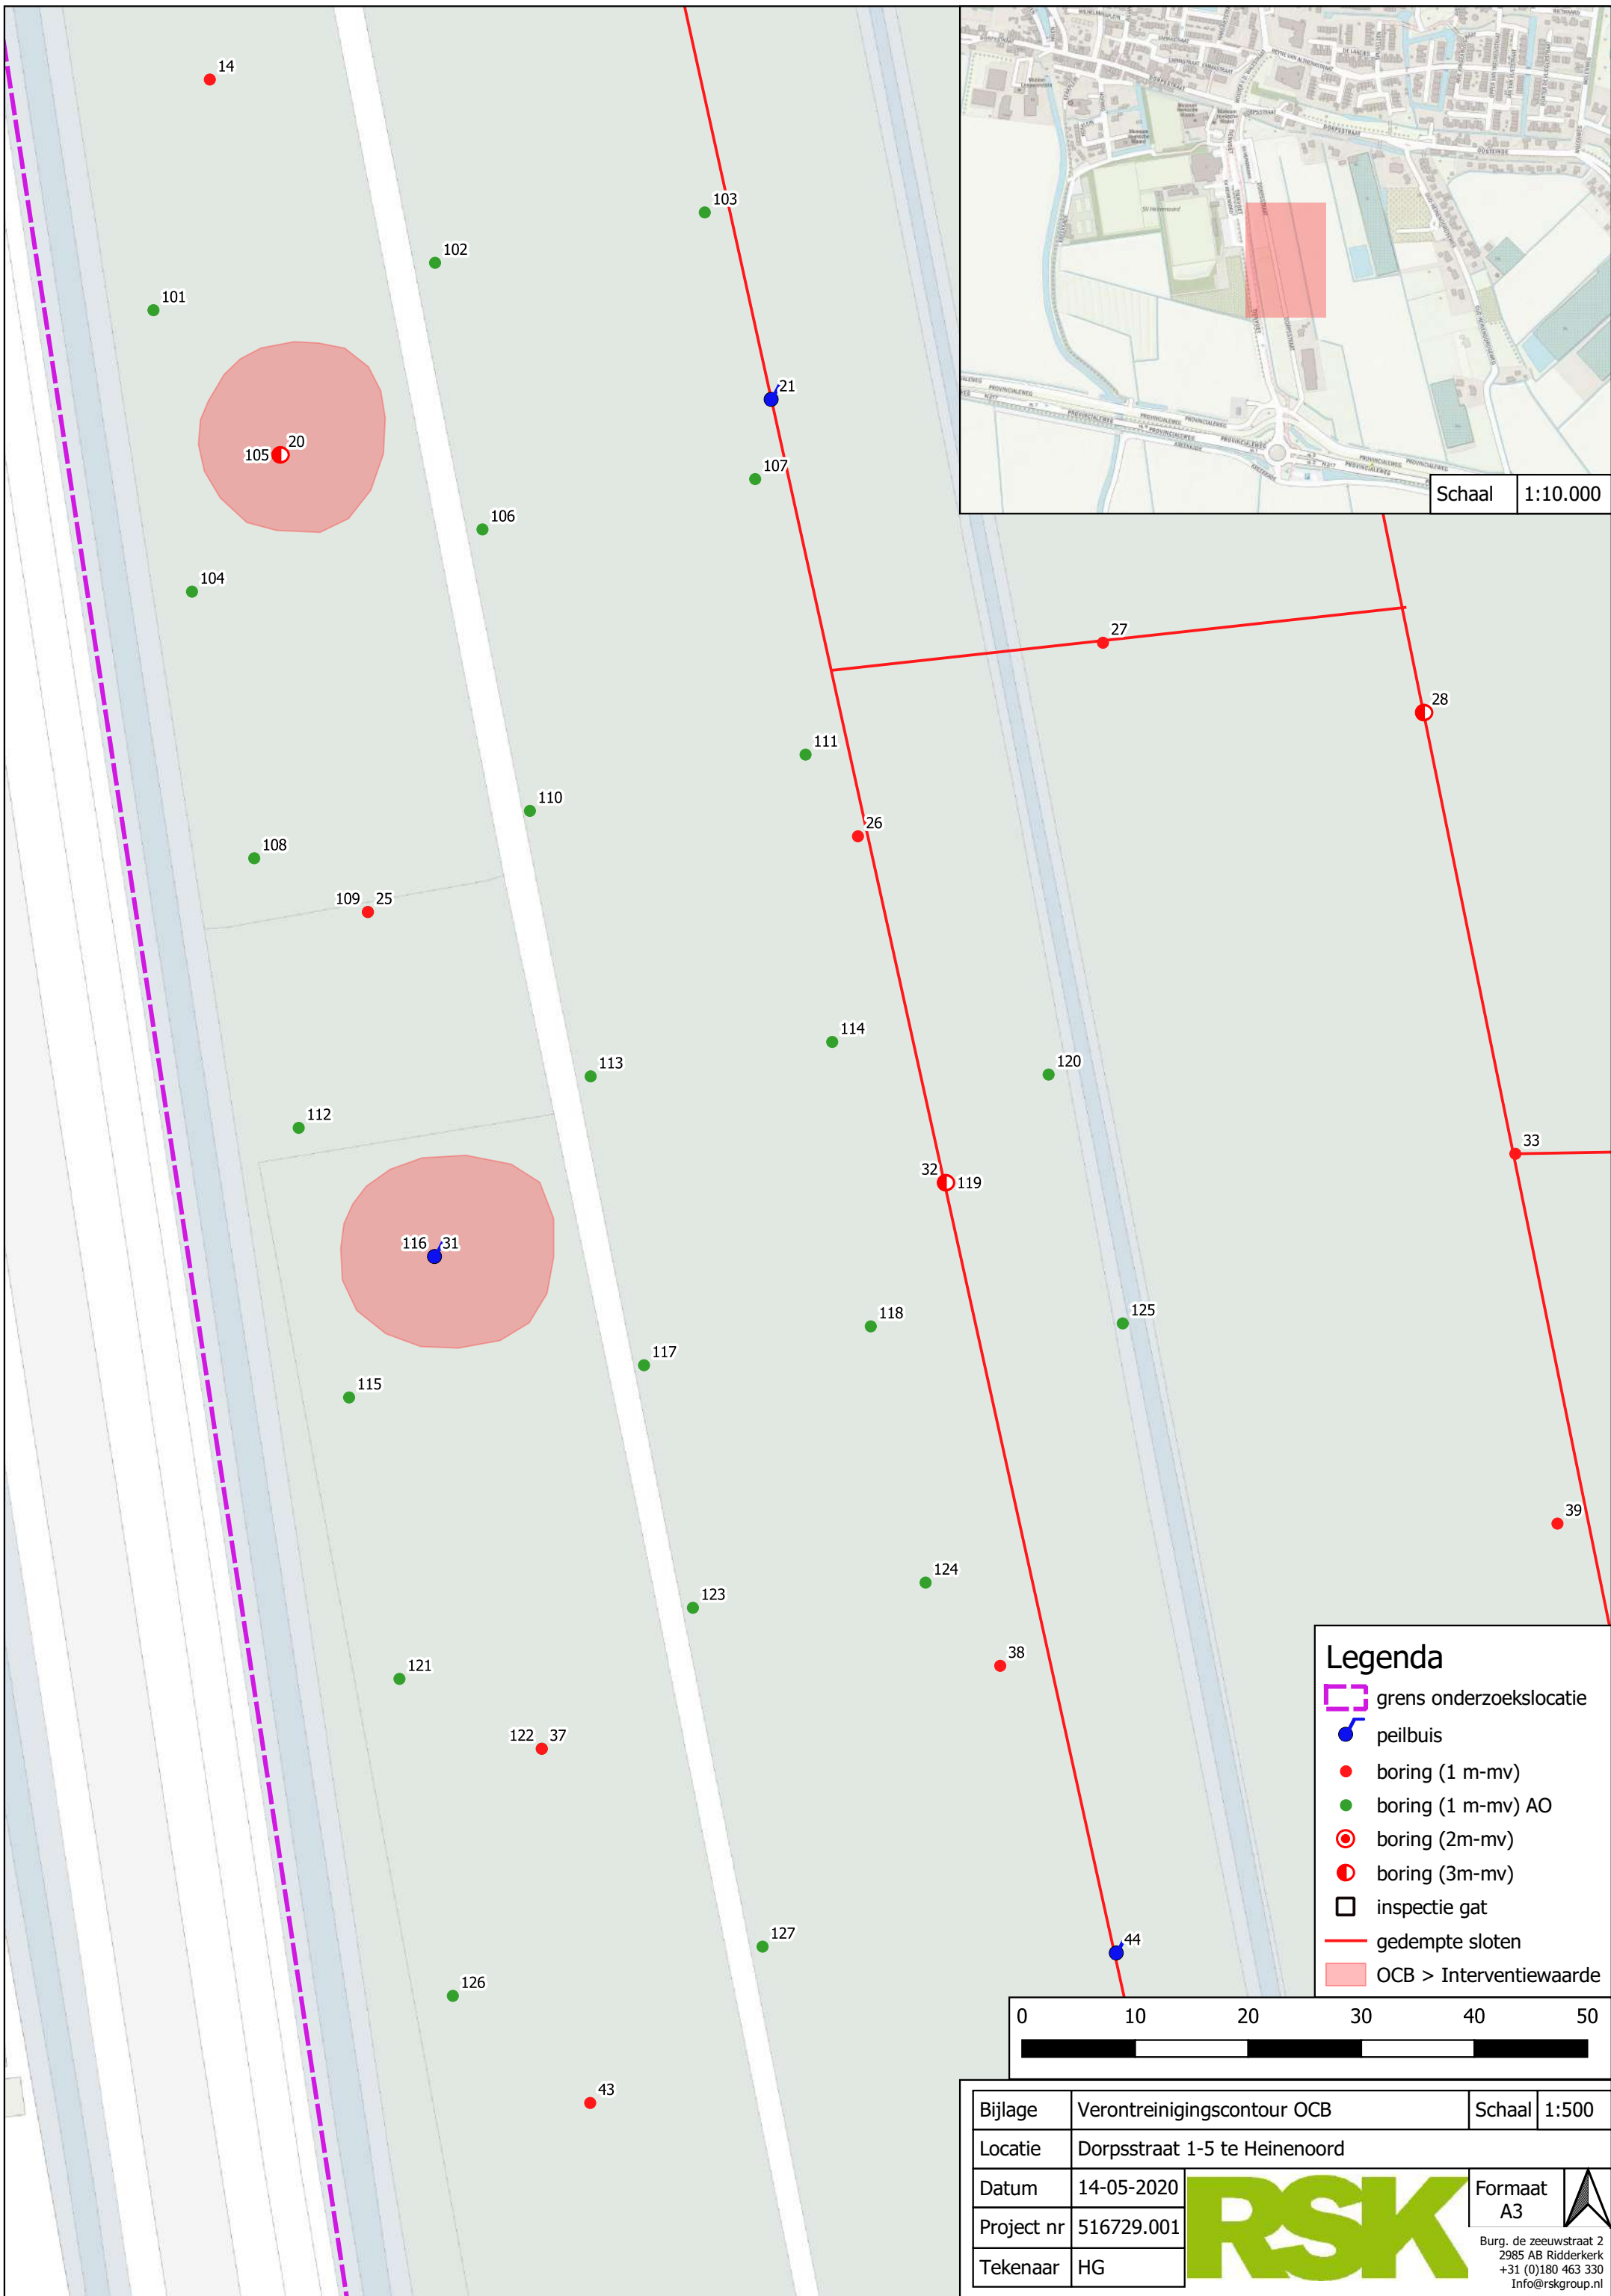 14
103
102
101
21
20
105
107
106
104
Schaal 1:10.000
27
28
111
110
26
108
109 25
114
113
120
112
33
32 119
116 31
118
125
117
115
39
124
123
38
121
122 37
127
44
126
43
DORPSSTRAAT
DORPSSTRAAT
SV Heinenoord
PROVINCIALEWEG
PROVINCIALEWEG
Legenda
grens onderzoekslocatie
peilbuis
boring (1 m-mv)
boring (1 m-mv) AO
boring (2m-mv)
boring (3m-mv)
inspectie gat
gedempte sloten
OCB > Interventiewaarde
0 10 20 30 40 50
Bijlage Verontreinigingscontour OCB Schaal 1:500
Locatie Dorpsstraat 1-5 te Heinenoord
Datum 14-05-2020
Project nr 516729.001
Tekenaar HG
RSK
Formaat
A3
Burg. de zeeuwstraat 2
2985 AB Ridderkerk
+31 (0)180 463 330
Info@rskgroup.nl